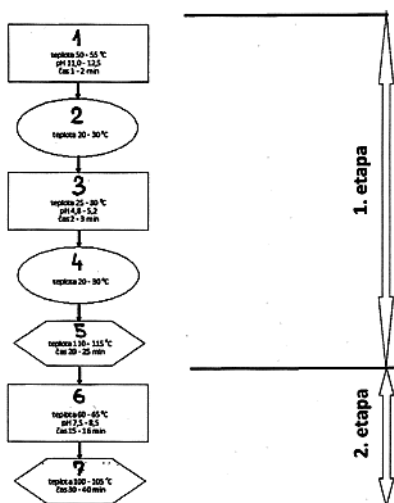 1
teplota 50 - 55 °C
pH 11,0 - 12,5
čas 1 - 2 min
2
teplota 20 - 30 °C
3
teplota 25 - 30 °C
pH 4,8 - 5,2
čas 2 - 3 min
4
teplota 20 - 30 °C
5
teplota 110 - 115 °C
čas 20 - 25 min
6
teplota 60 - 65 °C
pH 7,5 - 8,5
čas 15 - 16 min
7
teplota 100 - 105 °C
čas 30 - 40 min
1. etapa
2. etapa